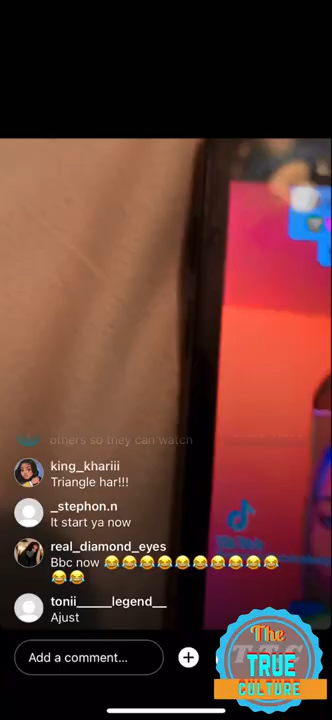 others so they can watch
king_khariii
Triangle har!!!
_stephon.n
It start ya now
real_diamond_eyes
Bbc now 😂😂😂😂😂😂😂😂😂😂
😂😂
tonii_____legend__
Ajust
Add a comment...
The
TTC
TRUE
CULTURE